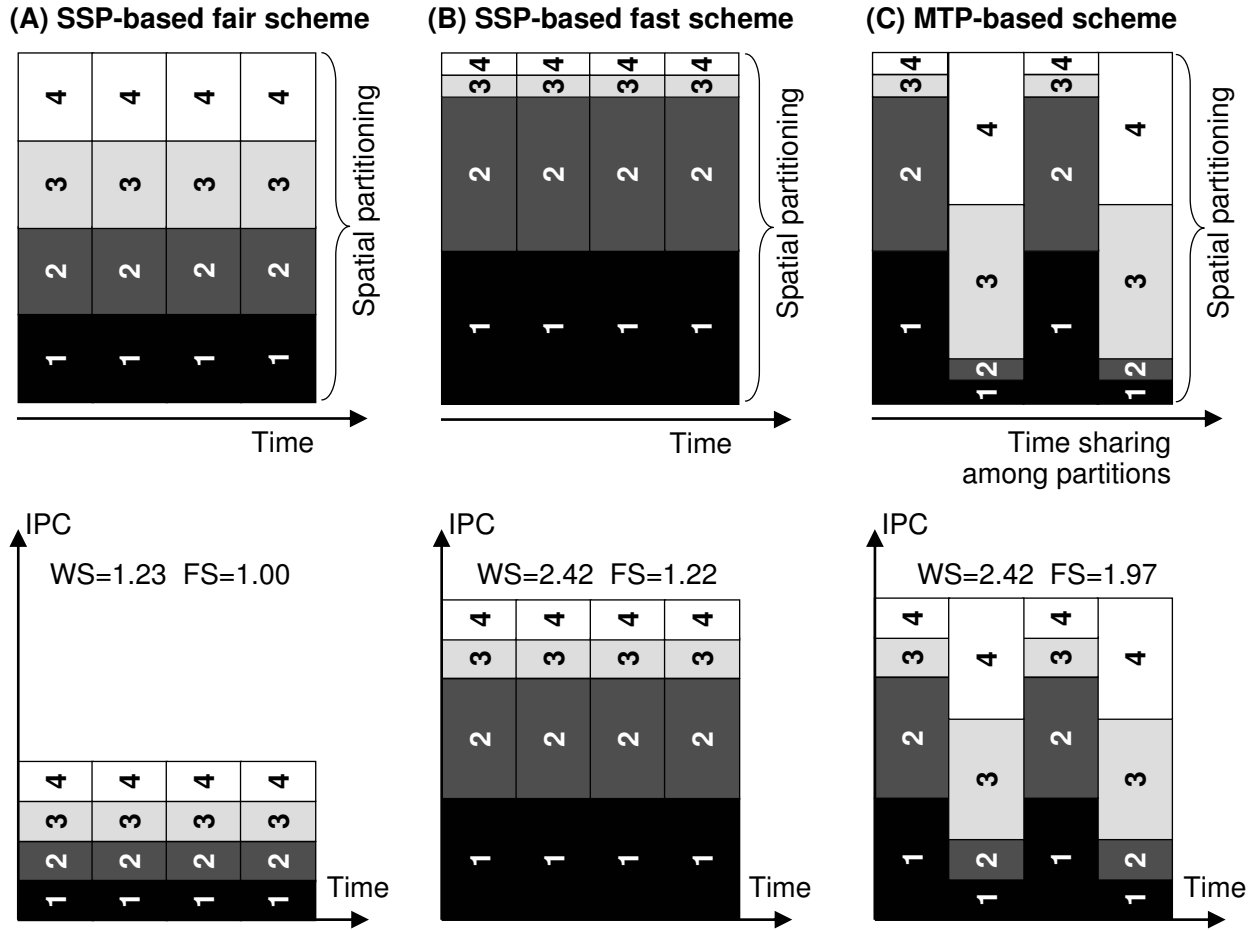 (A) SSP-based fair scheme
4 4 4 4
3 3 3 3
2 2 2 2
1 1 1 1
Spatial partitioning
Time
(B) SSP-based fast scheme
4 4 4 4
3 3 3 3
2 2 2 2
1 1 1 1
Spatial partitioning
Time
(C) MTP-based scheme
4 4
3 3
4 4
2 2
3 3
1 1
2 2
1 1
Spatial partitioning
Time sharing
among partitions
IPC
WS=1.23 FS=1.00
4 4 4 4
3 3 3 3
2 2 2 2
1 1 1 1
Time
IPC
WS=2.42 FS=1.22
4 4 4 4
3 3 3 3
2 2 2 2
1 1 1 1
Time
IPC
WS=2.42 FS=1.97
4 4
3 4 3 4
2 2
3 3
1 2 1 2
1 1
Time